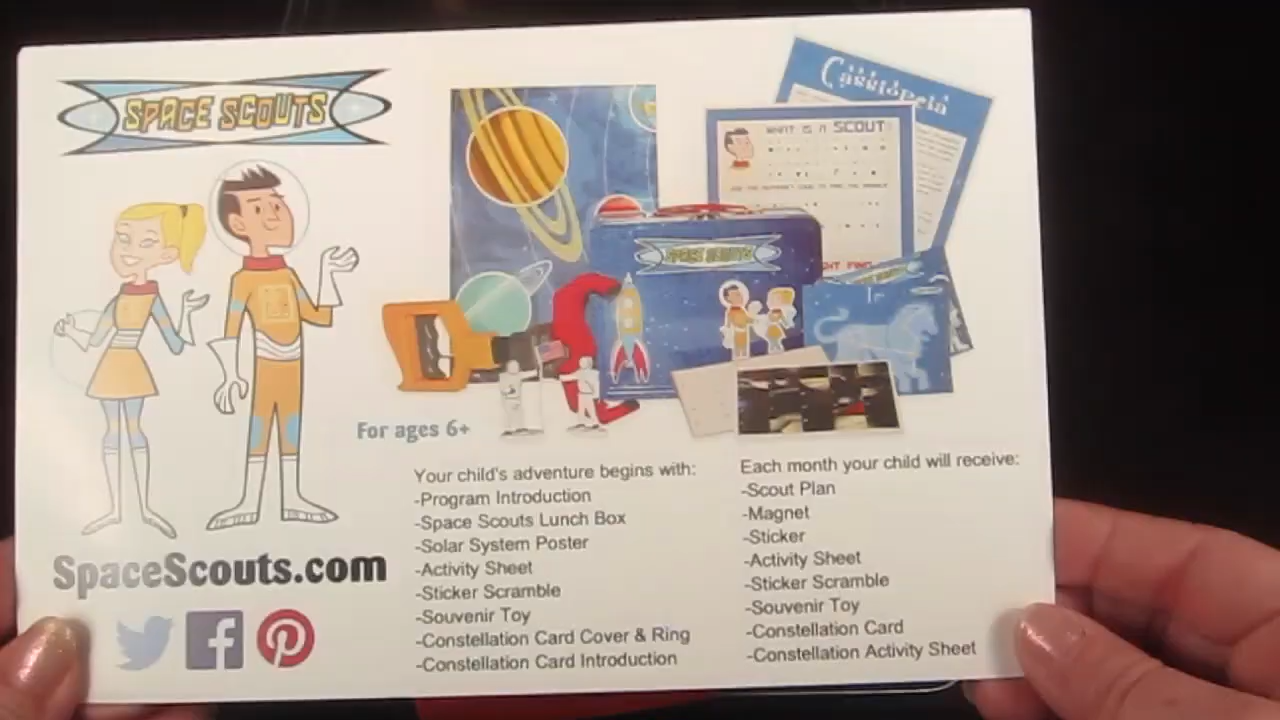 SPACE SCOUTS
Cassiopeia
WHAT IS A SCOUT
SPACE SCOUTS
For ages 6+
Your child's adventure begins with:
-Program Introduction
-Space Scouts Lunch Box
-Solar System Poster
-Activity Sheet
-Sticker Scramble
-Souvenir Toy
-Constellation Card Cover & Ring
-Constellation Card Introduction
Each month your child will receive:
-Scout Plan
-Magnet
-Sticker
-Activity Sheet
-Sticker Scramble
-Souvenir Toy
-Constellation Card
-Constellation Activity Sheet
SpaceScouts.com